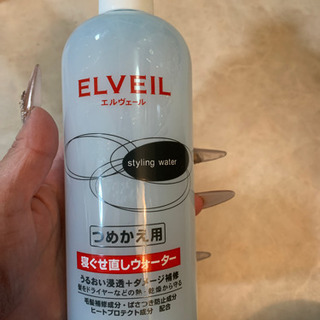 ELVEIL
エルヴェール
styling water
つめかえ用
寝ぐせ直しウォーター
うるおい浸透+ダメージ補修
髪をドライヤーなどの熱・乾燥から守る
毛髪補修成分・ぱさつき防止成分
ヒートプロテクト成分 配合